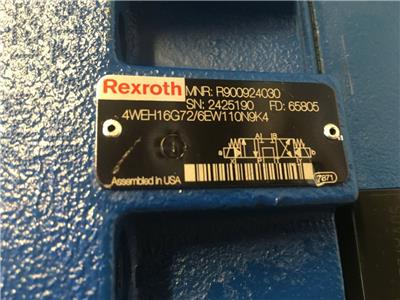 Rexroth MNR: R900924030
SN: 2425190 FD: 65805
4WEH16G72/6EW110N9K4
A B
a b
Assembled in USA
7871